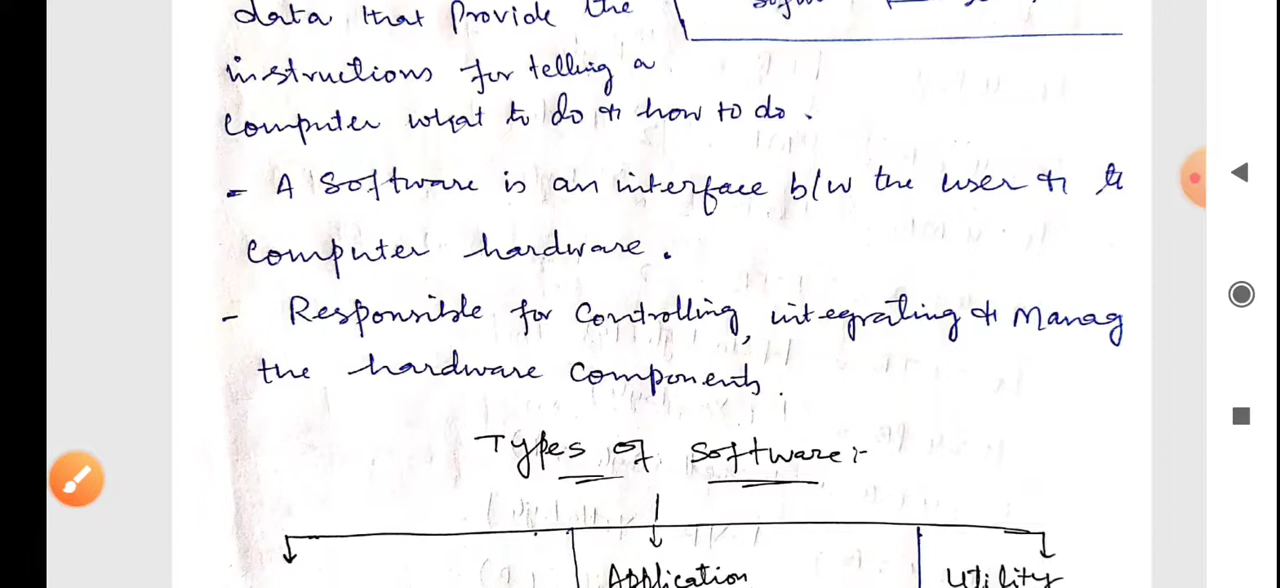 data that provide the
instructions for telling a
computer what to do & how to do.
- A Software is an interface b/w the user &
computer hardware.
- Responsible for controlling, integrating & Manag
the hardware components.
Types of Software :-
Application
Utility